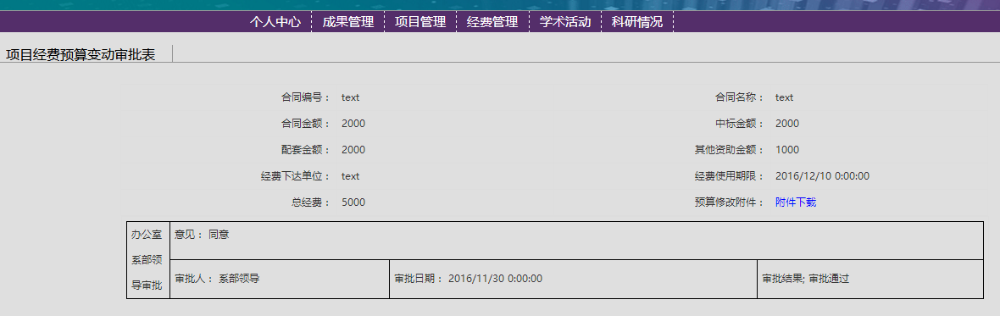 个人中心 成果管理 项目管理 经费管理 学术活动 科研情况
项目经费预算变动审批表
合同编号： text 合同名称： text
合同金额： 2000 中标金额： 2000
配套金额： 2000 其他资助金额： 1000
经费下达单位： text 经费使用期限： 2016/12/10 0:00:00
总经费： 5000 预算修改附件： 附件下载
办公室
系部领
导审批
意见： 同意
审批人： 系部领导 审批日期： 2016/11/30 0:00:00 审批结果; 审批通过